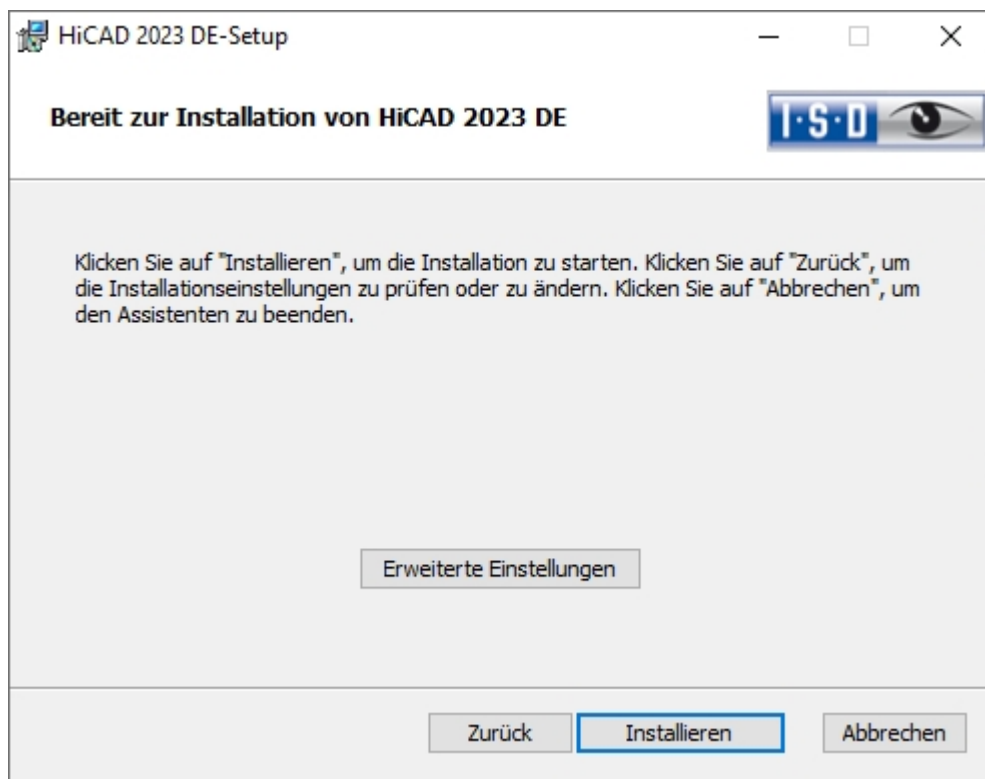 HiCAD 2023 DE-Setup
Bereit zur Installation von HiCAD 2023 DE
I·S·D
Klicken Sie auf "Installieren", um die Installation zu starten. Klicken Sie auf "Zurück", um
die Installationseinstellungen zu prüfen oder zu ändern. Klicken Sie auf "Abbrechen", um
den Assistenten zu beenden.
Erweiterte Einstellungen
Zurück
Installieren
Abbrechen